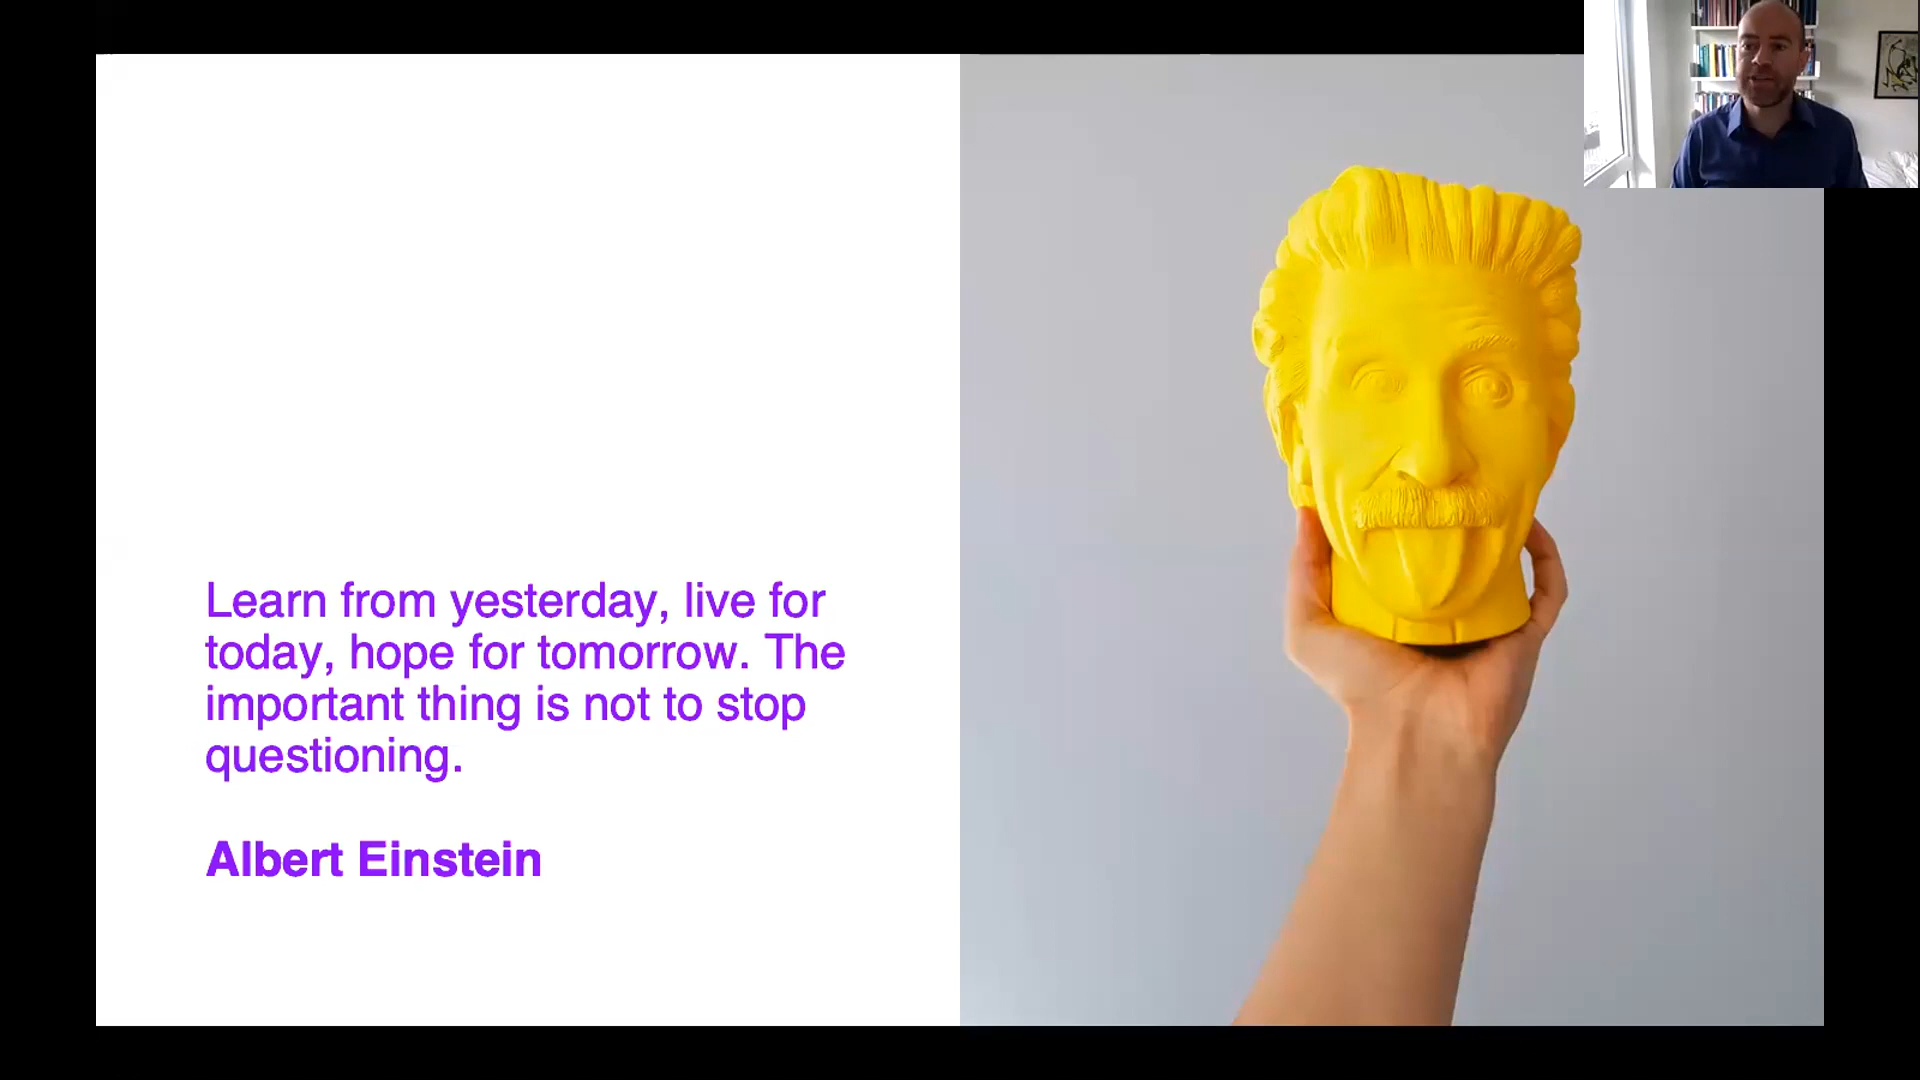 Learn from yesterday, live for
today, hope for tomorrow. The
important thing is not to stop
questioning.
Albert Einstein